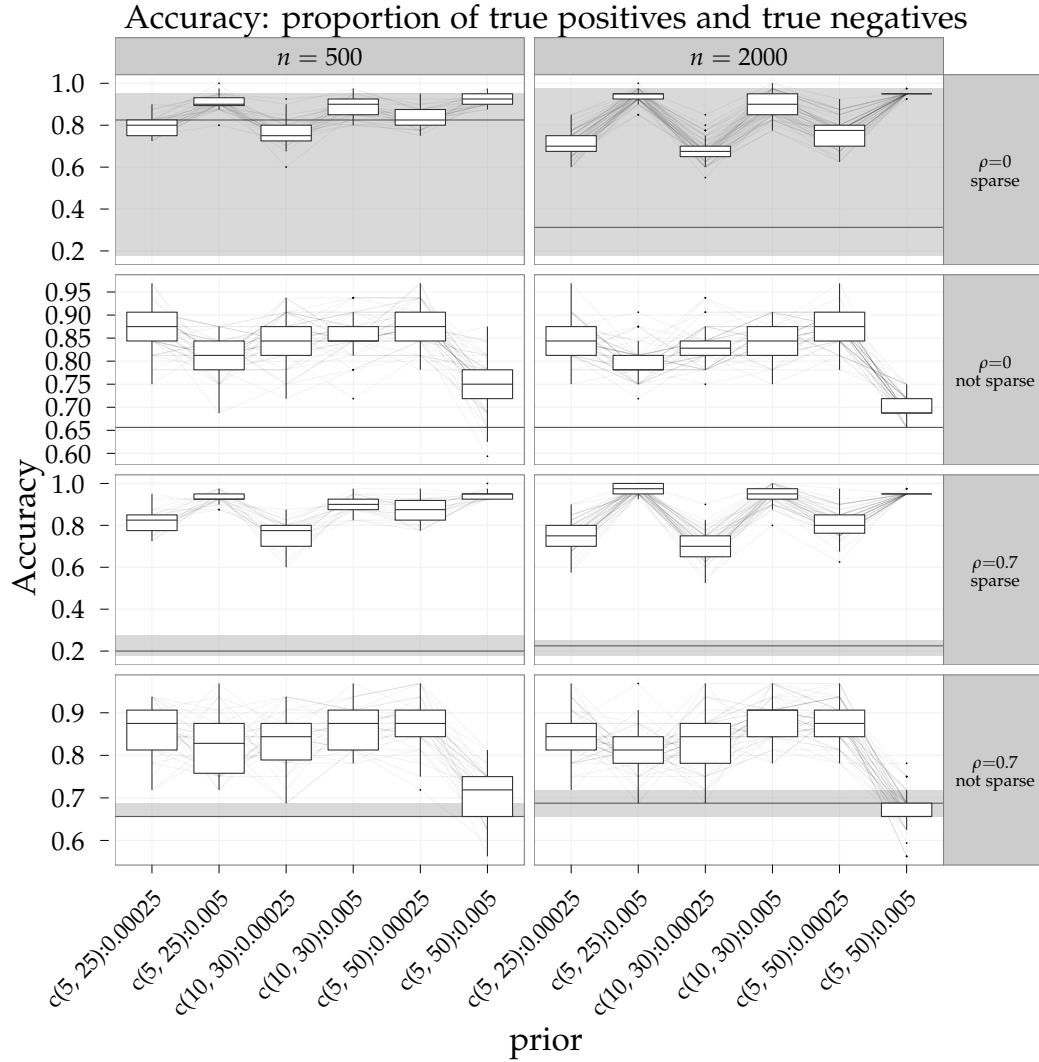 Accuracy: proportion of true positives and true negatives
n = 500
n = 2000
1.0
0.8
0.6
0.4
0.2
ρ=0
sparse
0.95
0.90
0.85
0.80
0.75
0.70
0.65
0.60
ρ=0
not sparse
Accuracy
1.0
0.8
0.6
0.4
0.2
ρ=0.7
sparse
0.9
0.8
0.7
0.6
ρ=0.7
not sparse
c(5, 25):0.00025
c(5, 25):0.005
c(10, 30):0.00025
c(10, 30):0.005
c(5, 50):0.00025
c(5, 50):0.005
c(5, 25):0.00025
c(5, 25):0.005
c(10, 30):0.00025
c(10, 30):0.005
c(5, 50):0.00025
c(5, 50):0.005
prior